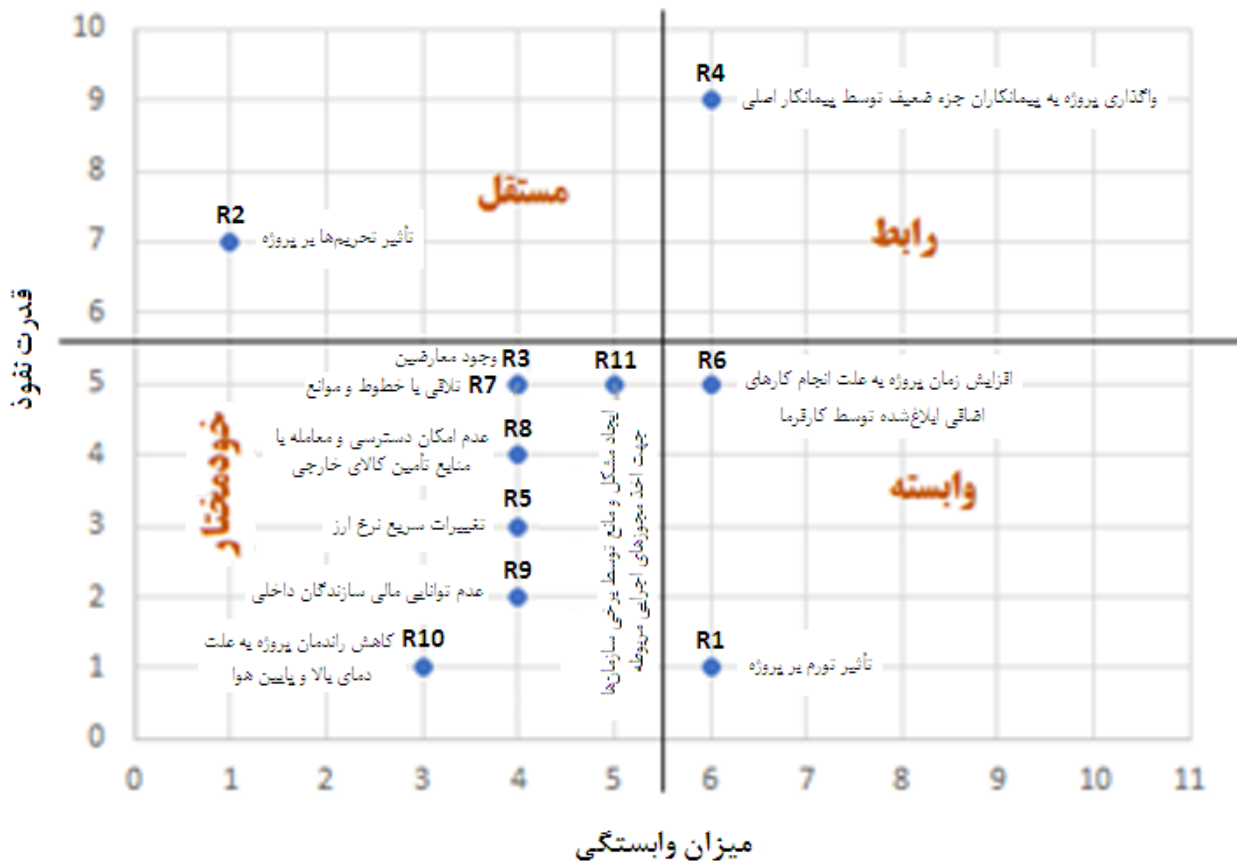 10
R4
9
واگذاری پروژه به پیمانکاران جزء ضعیف توسط پیمانکار اصلی
8
مستقل
R2
7
تأثیر تحریم‌ها بر پروژه
رابط
6
قدرت نفوذ
وجود معارضین R3
R11
R6
5
تلاقی با خطوط و موانع R7
افزایش زمان پروژه به علت انجام کارهای
اضافی ابلاغ‌شده توسط کارفرما
ایجاد مشکل و مانع توسط برخی سازمان‌ها
جهت اخذ مجوزهای اجرایی مربوطه
خودمختار
R8
4
عدم امکان دسترسی و معامله با
منابع تأمین کالای خارجی
وابسته
R5
3
تغییرات سریع نرخ ارز
R9
2
عدم توانایی مالی سازندگان داخلی
R10
کاهش راندمان پروژه به علت
دمای بالا و پایین هوا
1
R1
تأثیر تورم بر پروژه
0
0 1 2 3 4 5 6 7 8 9 10 11
میزان وابستگی